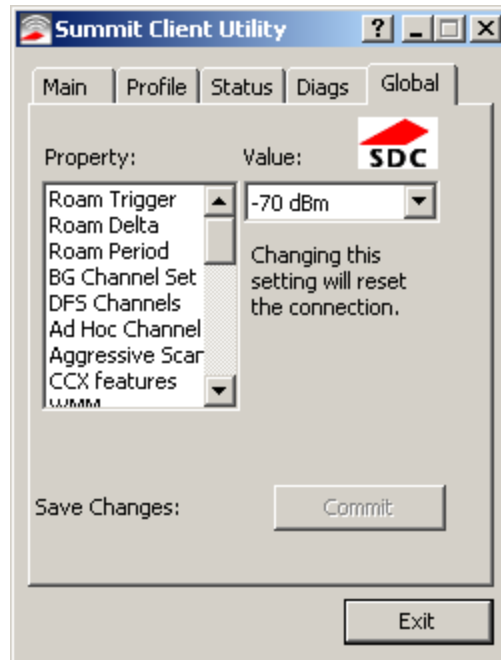 Summit Client Utility ?
Main Profile Status Diags Global
SDC
Property: Value:
Roam Trigger
-70 dBm
Roam Delta
Roam Period
BG Channel Set
DFS Channels
Ad Hoc Channel
Aggressive Scan
CCX features
WMM
Changing this
setting will reset
the connection.
Save Changes: Commit
Exit